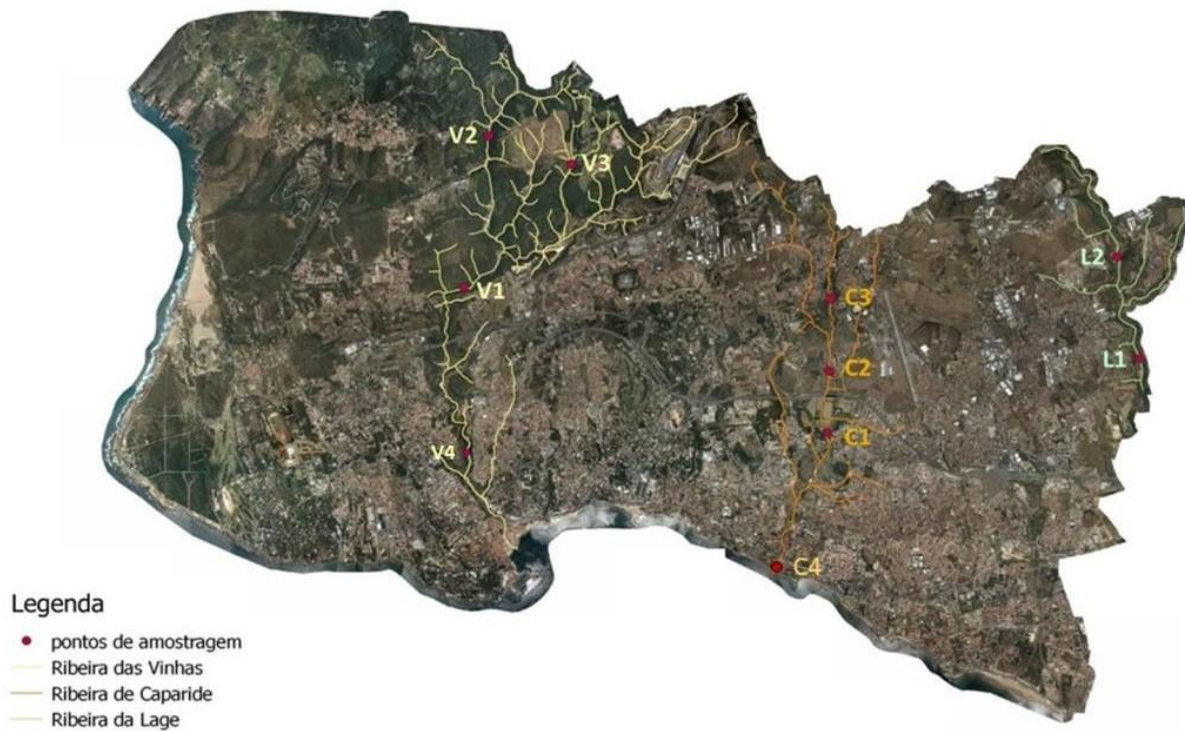 V2
V3
V1
V4
C3
C2
C1
C4
L2
L1
Legenda
pontos de amostragem
Ribeira das Vinhas
Ribeira de Caparide
Ribeira da Lage